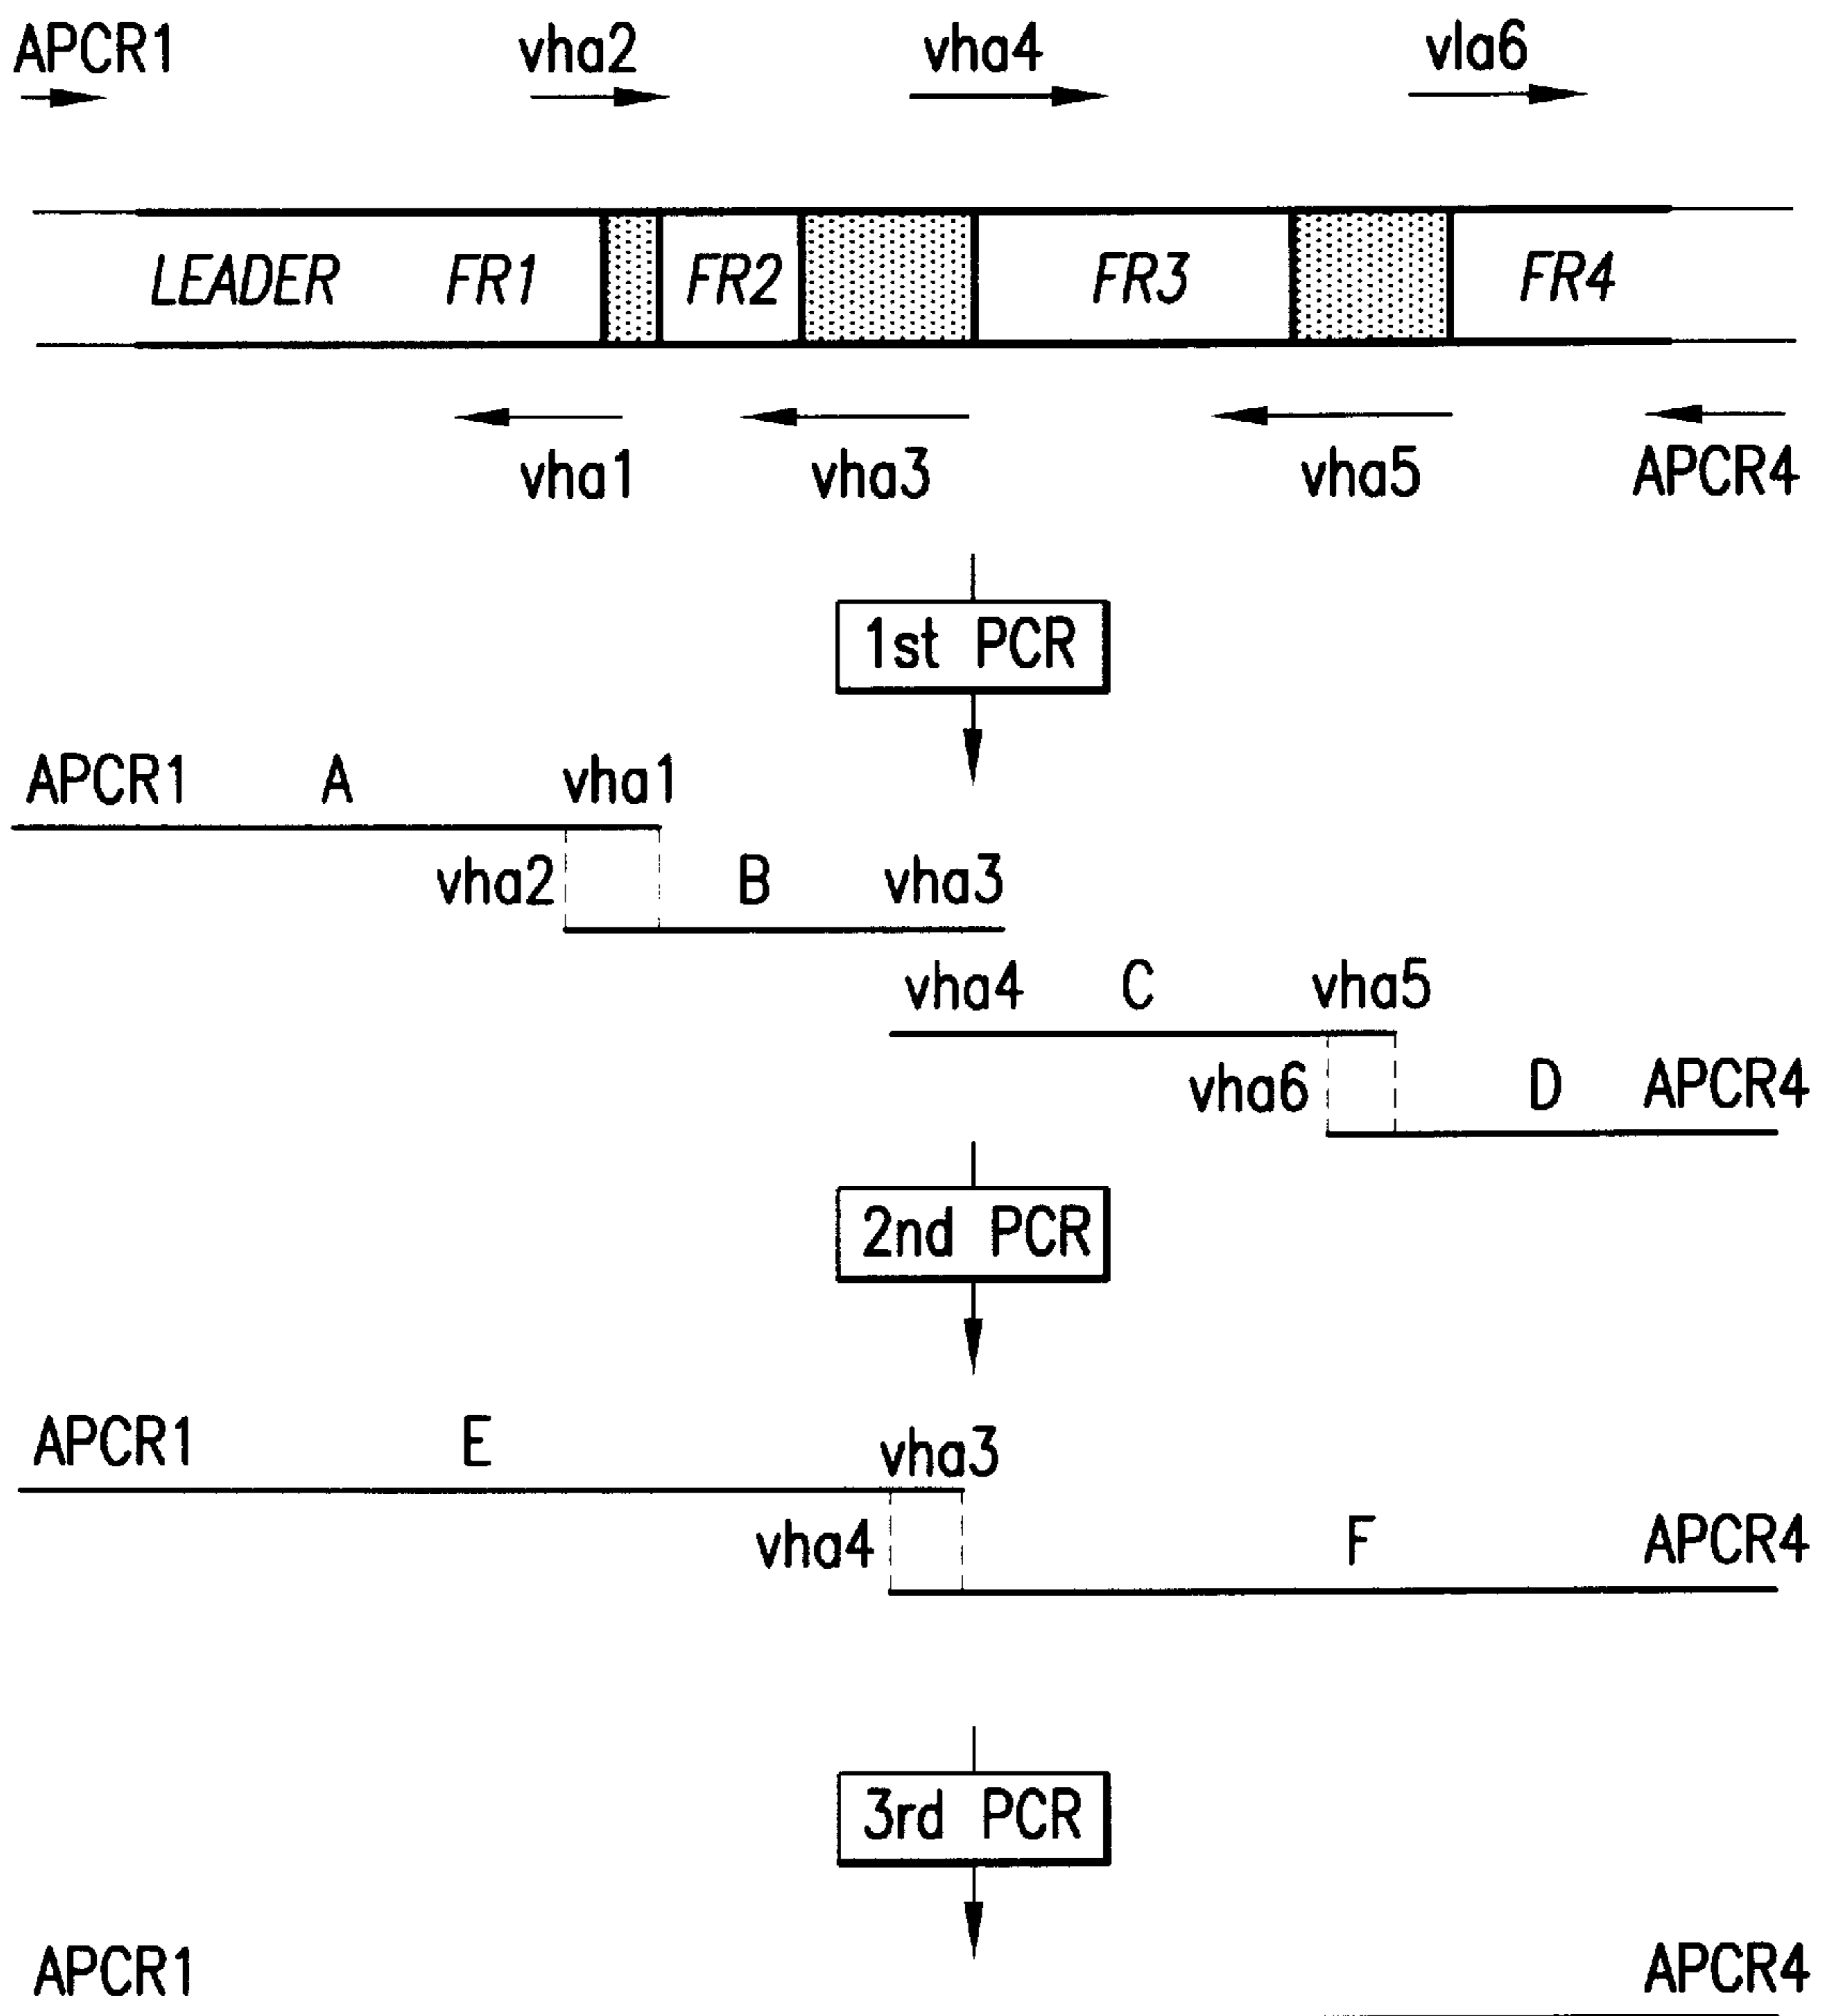 APCR1 vha2 vha4 vla6
LEADER FR1 FR2 FR3 FR4
vha1 vha3 vha5 APCR4
1st PCR
APCR1 A vha1
vha2 B vha3
vha4 C vha5
vha6 D APCR4
2nd PCR
APCR1 E vha3
vha4 F APCR4
3rd PCR
APCR1 APCR4